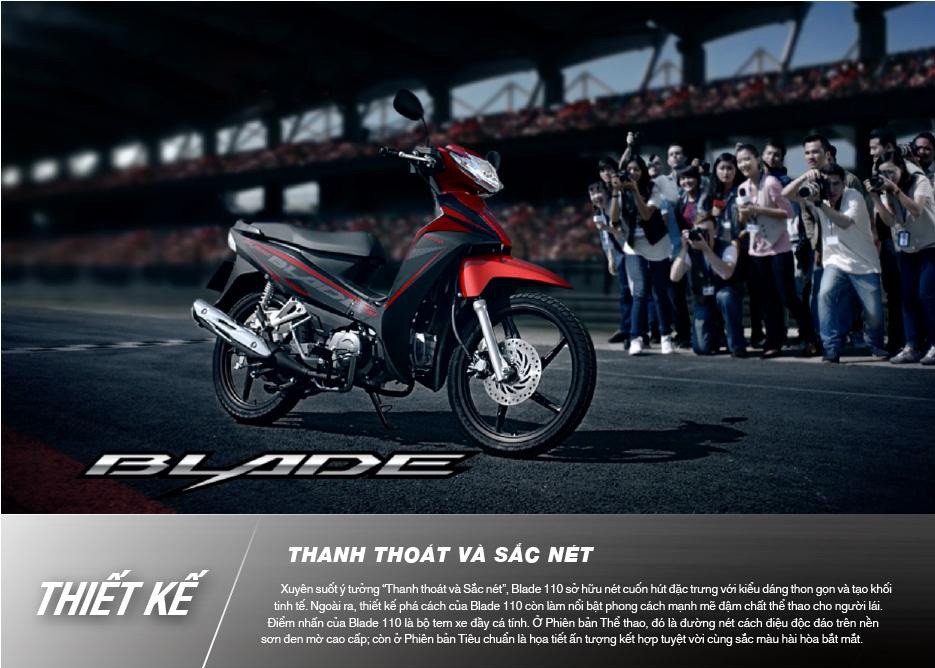 BLADE
BLADE
THIẾT KẾ
THANH THOÁT VÀ SẮC NÉT
Xuyên suốt ý tưởng “Thanh thoát và Sắc nét”, Blade 110 sở hữu nét cuốn hút đặc trưng với kiểu dáng thon gọn và tạo khối
tinh tế. Ngoài ra, thiết kế phá cách của Blade 110 còn làm nổi bật phong cách mạnh mẽ đậm chất thể thao cho người lái.
Điểm nhấn của Blade 110 là bộ tem xe đầy cá tính. Ở Phiên bản Thể thao, đó là đường nét cách điệu độc đáo trên nền
sơn đen mờ cao cấp; còn ở Phiên bản Tiêu chuẩn là họa tiết ấn tượng kết hợp tuyệt vời cùng sắc màu hài hòa bắt mắt.